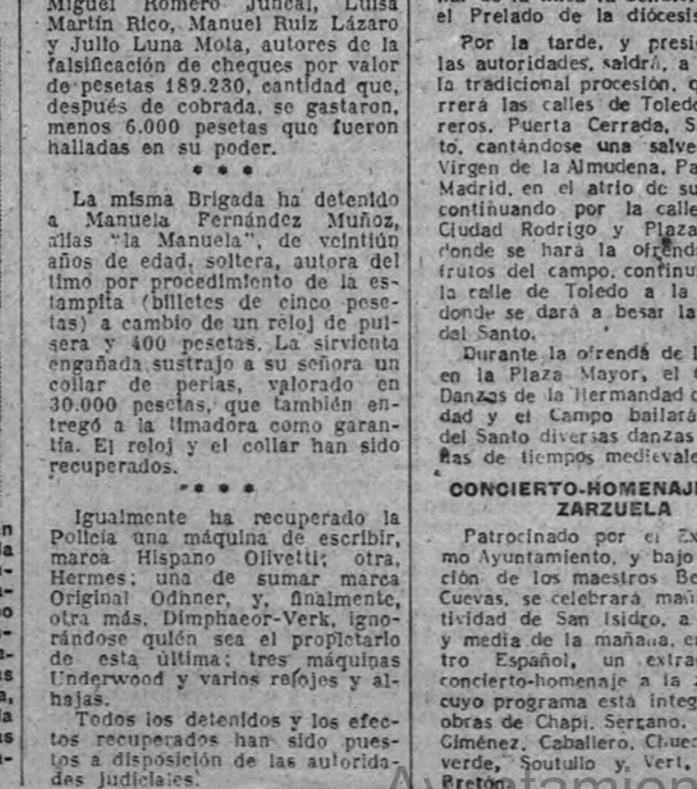 Miguel Romero Juncal, Luisa
Martín Rico, Manuel Ruiz Lázaro
y Julio Luna Mota, autores de la
falsificación de cheques por valor
de pesetas 189.230, cantidad que,
después de cobrada, se gastaron,
menos 6.000 pesetas que fueron
halladas en su poder.
* * *
La misma Brigada ha detenido
a Manuela Fernández Muñoz,
alias "la Manuela", de veintiún
años de edad, soltera, autora del
timo por procedimiento de la es-
tampita (billetes de cinco pese-
tas) a cambio de un reloj de pul-
sera y 400 pesetas. La sirvienta
engañada sustrajo a su señora un
collar de perlas, valorado en
30.000 pesetas, que también en-
tregó a la timadora como garan-
tía. El reloj y el collar han sido
recuperados.
* * *
Igualmente ha recuperado la
Policía una máquina de escribir,
marca Hispano Olivetti; otra,
Hermes; una de sumar marca
Original Odhner, y, finalmente,
otra más, Dimphaeor-Verk, igno-
rándose quién sea el propietario
de esta última; tres máquinas
Underwood y varios relojes y al-
hajas.
Todos los detenidos y los efec-
tos recuperados han sido pues-
tos a disposición de las autorida-
des judiciales.
el Prelado de la diócesis
Por la tarde, y presi
las autoridades, saldrá, a
la tradicional procesión, q
rrerá las calles de Toled
reros, Puerta Cerrada, S
to, cantándose una salve
Virgen de la Almudena, Pa
Madrid, en el atrio de su
continuando por la calle
Ciudad Rodrigo y Plaza
donde se hará la ofrend
frutos del campo, continu
la calle de Toledo a la
donde se dará a besar la
del Santo.
Durante la ofrenda de l
en la Plaza Mayor, el
Danzas de la Hermandad d
dad y el Campo bailará
del Santo diversas danzas
ñas de tiempos medievale
CONCIERTO-HOMENAJ
ZARZUELA
Patrocinado por el Ex
mo Ayuntamiento, y bajo
ción de los maestros Bo
Cuevas, se celebrará mañ
tividad de San Isidro, a
y media de la mañana, en
tro Español, un extra
concierto-homenaje a la
cuyo programa está integ
obras de Chapí, Serrano,
Giménez, Caballero, Chuec
verde, Soutullo y Vert,
Bretón